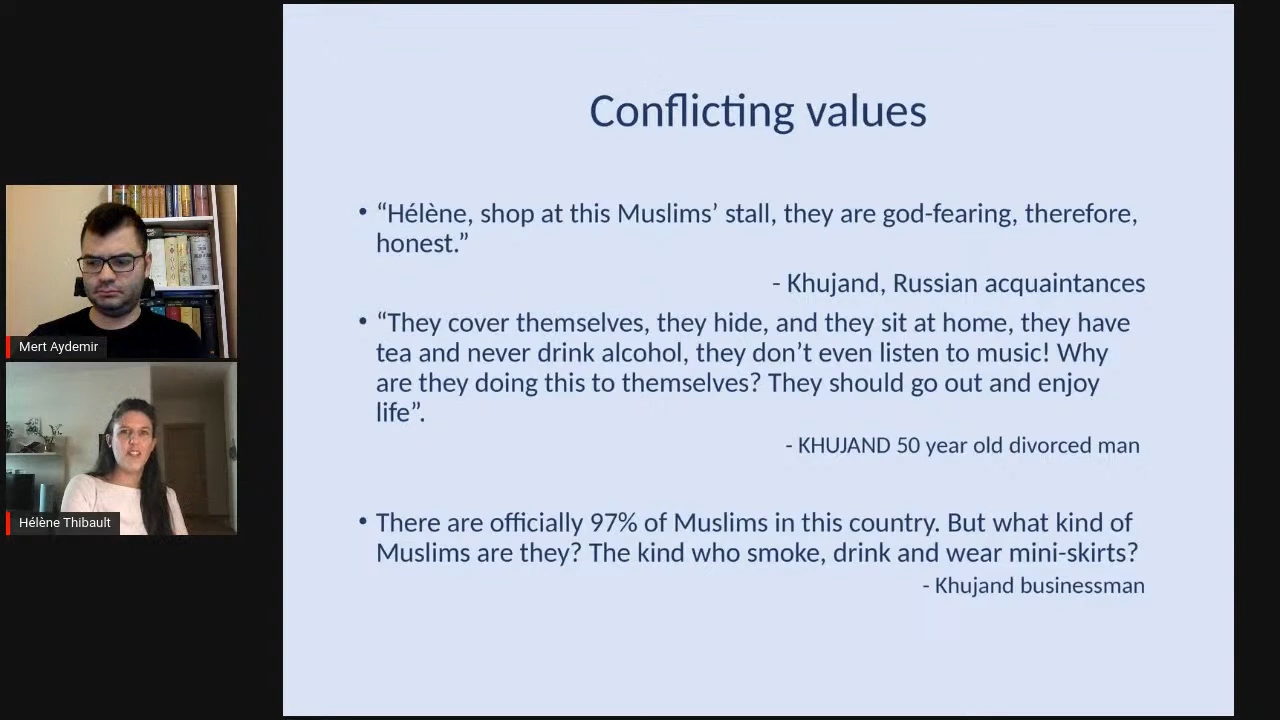 Conflicting values
• “Hélène, shop at this Muslims’ stall, they are god-fearing, therefore,
honest.”
- Khujand, Russian acquaintances
• “They cover themselves, they hide, and they sit at home, they have
tea and never drink alcohol, they don’t even listen to music! Why
are they doing this to themselves? They should go out and enjoy
life”.
- KHUJAND 50 year old divorced man
• There are officially 97% of Muslims in this country. But what kind of
Muslims are they? The kind who smoke, drink and wear mini-skirts?
- Khujand businessman
Mert Aydemir
Hélène Thibault